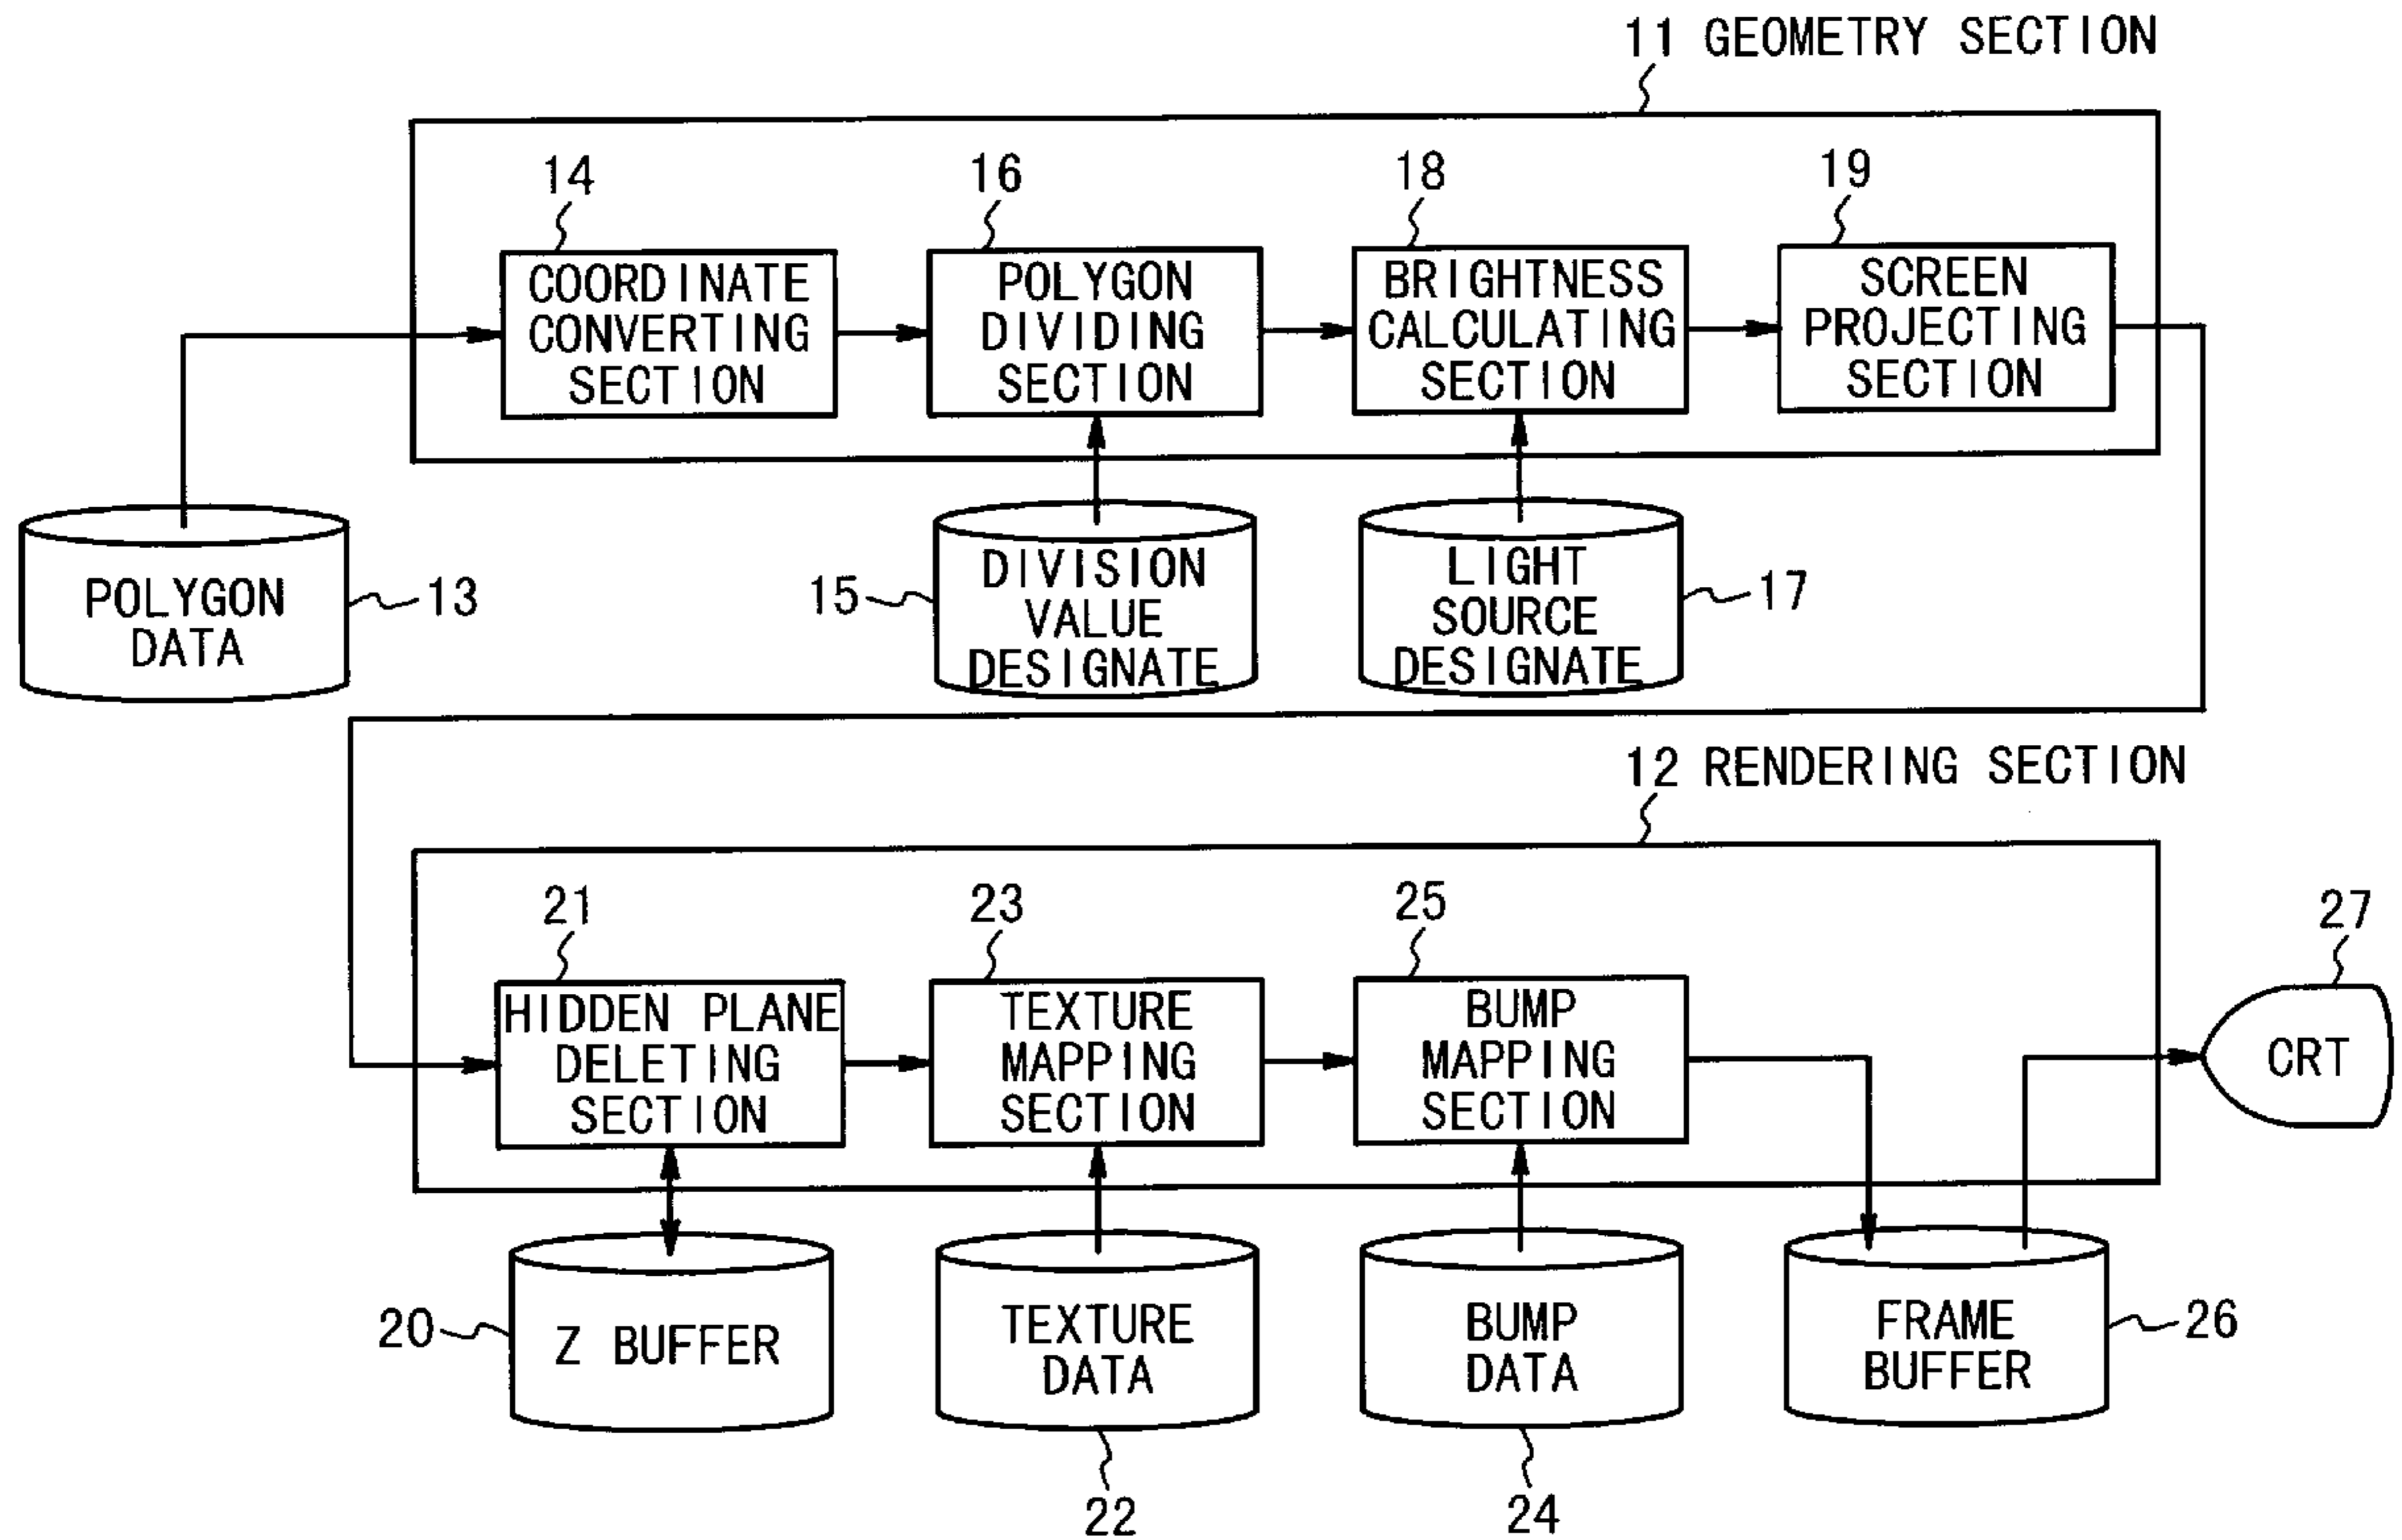 11 GEOMETRY SECTION
14
16
18
19
COORDINATE
CONVERTING
SECTION
POLYGON
DIVIDING
SECTION
BRIGHTNESS
CALCULATING
SECTION
SCREEN
PROJECTING
SECTION
POLYGON
DATA
13
15
DIVISION
VALUE
DESIGNATE
LIGHT
SOURCE
DESIGNATE
17
12 RENDERING SECTION
21
23
25
27
HIDDEN PLANE
DELETING
SECTION
TEXTURE
MAPPING
SECTION
BUMP
MAPPING
SECTION
CRT
20
Z BUFFER
TEXTURE
DATA
BUMP
DATA
FRAME
BUFFER
26
22
24